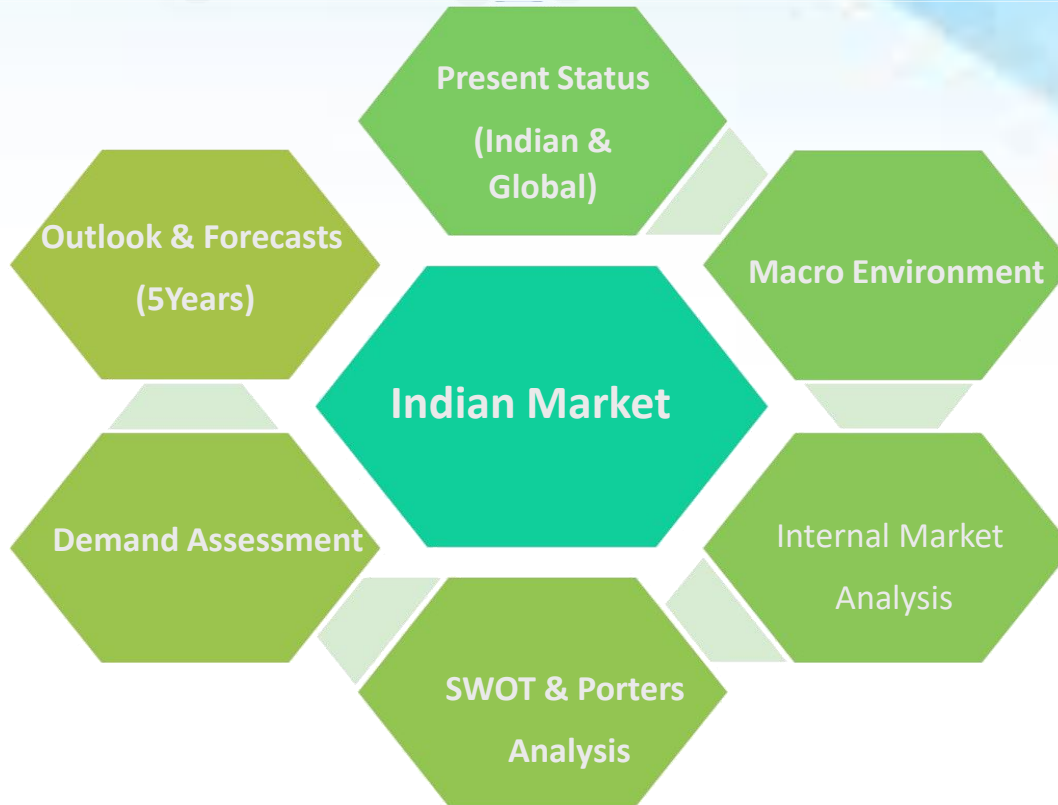 Present Status
(Indian &
Global)
Macro Environment
Internal Market
Analysis
SWOT & Porters
Analysis
Demand Assessment
Outlook & Forecasts
(5Years)
Indian Market